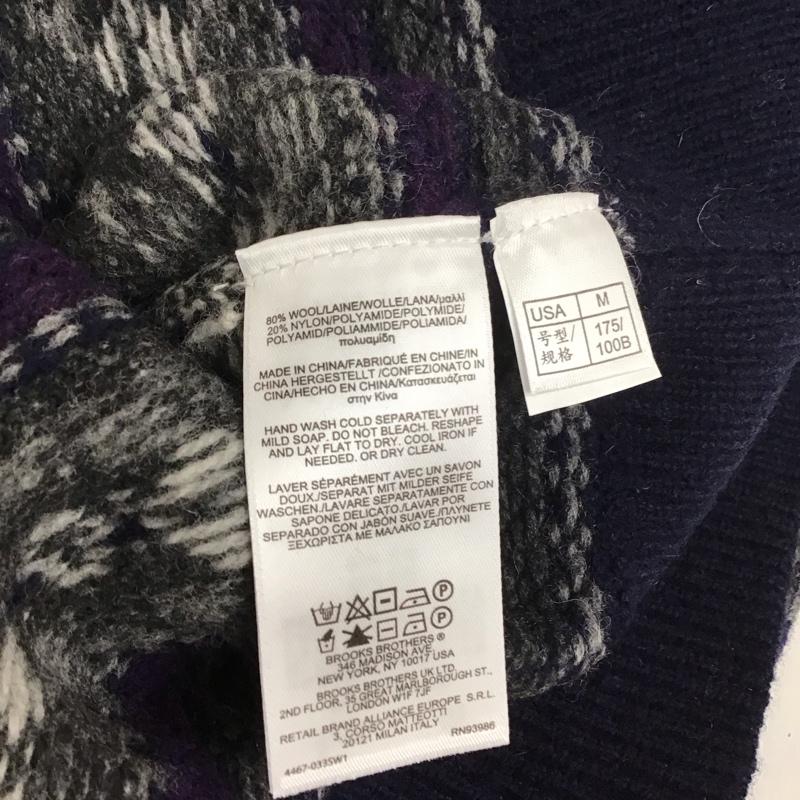 80% WOOL/LAINE/WOLLE/LANA/μαλλί
20% NYLON/POLYAMIDE/POLYMIDE/
POLYAMID/POLIAMMIDE/POLIAMIDA/
πολυαμίδη
MADE IN CHINA/FABRIQUÉ EN CHINE/IN
CHINA HERGESTELLT /CONFEZIONATO IN
CINA/HECHO EN CHINA/Κατασκευάζεται
στην Κίνα
HAND WASH COLD SEPARATELY WITH
MILD SOAP. DO NOT BLEACH. RESHAPE
AND LAY FLAT TO DRY. COOL IRON IF
NEEDED. OR DRY CLEAN.
LAVER SÉPARÉMENT AVEC UN SAVON
DOUX./SEPARAT MIT MILDER SEIFE
WASCHEN./LAVARE SEPARATAMENTE CON
SAPONE DELICATO./LAVAR POR
SEPARADO CON JABÓN SUAVE./ΠΛΥΝΕΤΕ
ΞΕΧΩΡΙΣΤΑ ΜΕ ΜΑΛΑΚΟ ΣΑΠΟΥΝΙ
P
P
BROOKS BROTHERS ®
346 MADISON AVE.
NEW YORK, NY 10017 USA
BROOKS BROTHERS UK LTD.
2ND FLOOR, 35 GREAT MARLBOROUGH ST.,
LONDON W1F 7JF
RETAIL BRAND ALLIANCE EUROPE S.R.L.
3, CORSO MATTEOTTI
20121 MILAN ITALY RN93986
4467-033SW1
USA M
号型/ 175/
规格 100B